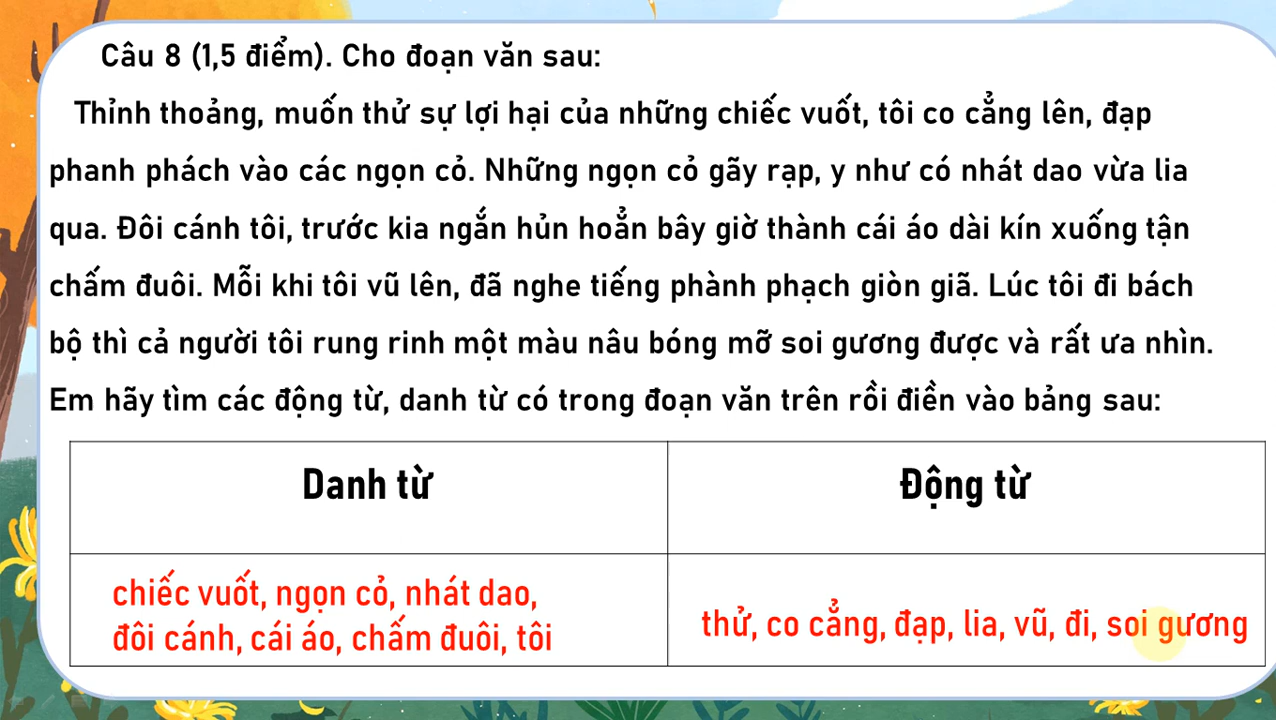 Câu 8 (1,5 điểm). Cho đoạn văn sau:
Thỉnh thoảng, muốn thử sự lợi hại của những chiếc vuốt, tôi co cẳng lên, đạp
phanh phách vào các ngọn cỏ. Những ngọn cỏ gãy rạp, y như có nhát dao vừa lia
qua. Đôi cánh tôi, trước kia ngắn hủn hoẳn bây giờ thành cái áo dài kín xuống tận
chấm đuôi. Mỗi khi tôi vũ lên, đã nghe tiếng phành phạch giòn giã. Lúc tôi đi bách
bộ thì cả người tôi rung rinh một màu nâu bóng mỡ soi gương được và rất ưa nhìn.
Em hãy tìm các động từ, danh từ có trong đoạn văn trên rồi điền vào bảng sau:
Danh từ
Động từ
chiếc vuốt, ngọn cỏ, nhát dao,
đôi cánh, cái áo, chấm đuôi, tôi
thử, co cẳng, đạp, lia, vũ, đi, soi gương